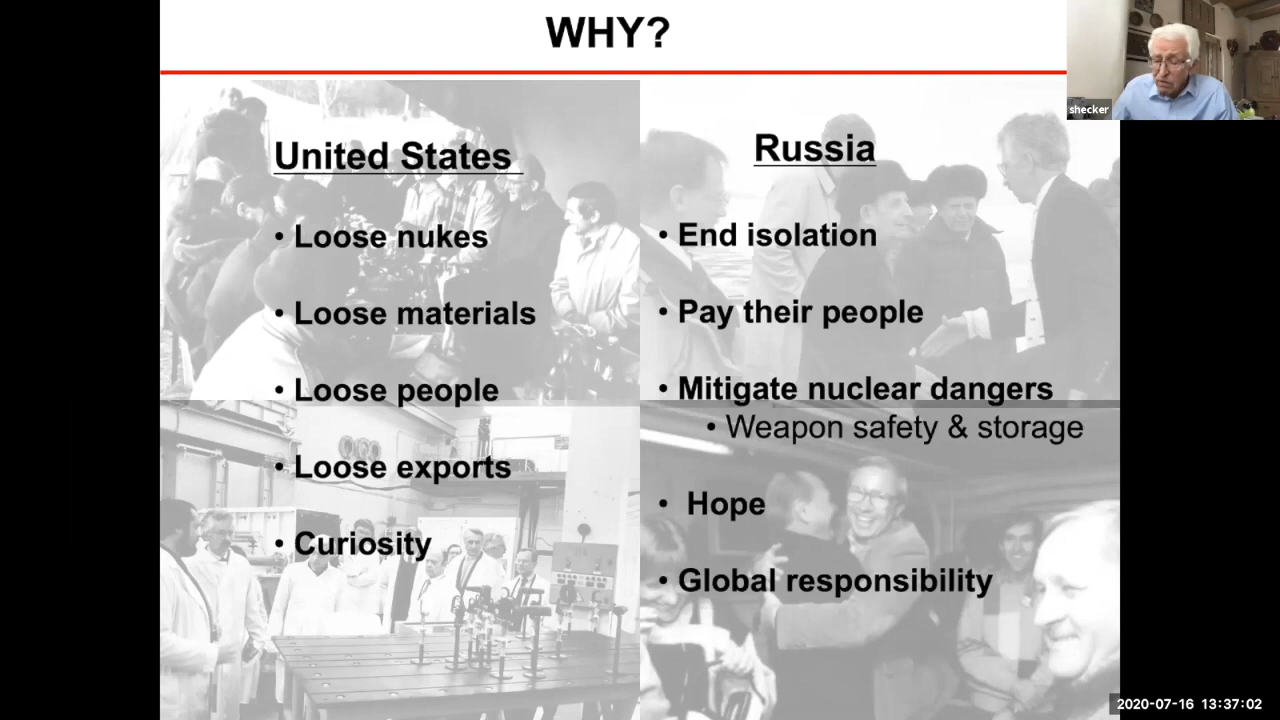 WHY?
shecker
United States
• Loose nukes
• Loose materials
• Loose people
• Loose exports
• Curiosity
Russia
• End isolation
• Pay their people
• Mitigate nuclear dangers
• Weapon safety & storage
• Hope
• Global responsibility
2020-07-16 13:37:02